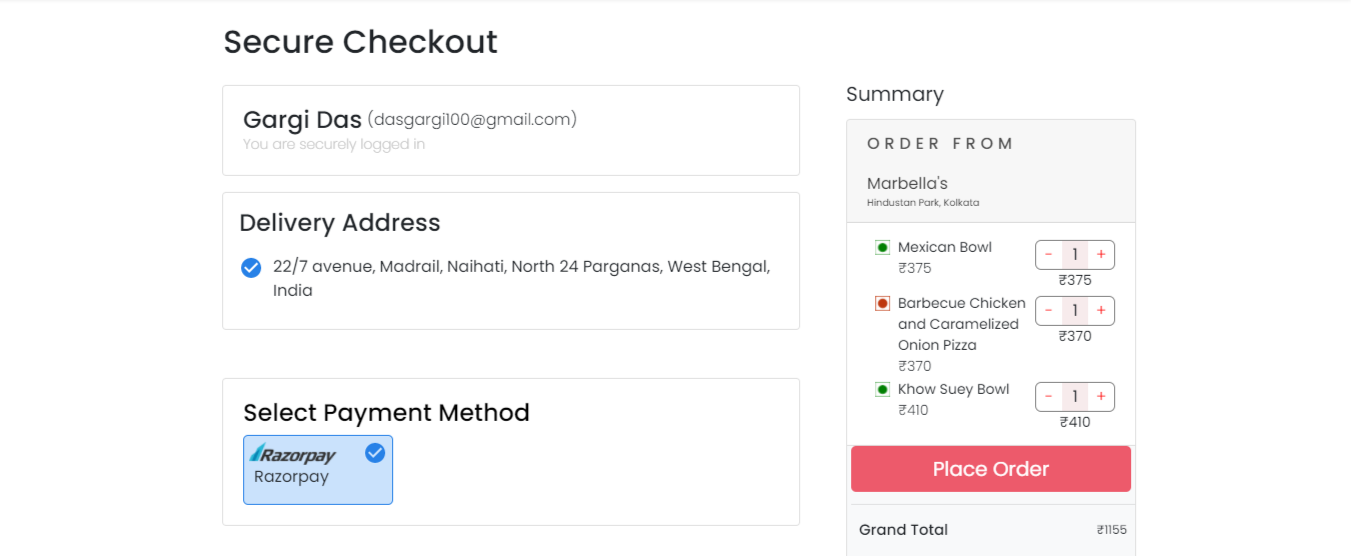 Secure Checkout
Gargi Das (dasgargi100@gmail.com)
You are securely logged in
Delivery Address
22/7 avenue, Madrail, Naihati, North 24 Parganas, West Bengal,
India
Select Payment Method
Razorpay
Razorpay
Summary
ORDER FROM
Marbella's
Hindustan Park, Kolkata
Mexican Bowl
₹375
- 1 +
₹375
Barbecue Chicken
and Caramelized
Onion Pizza
₹370
- 1 +
₹370
Khow Suey Bowl
₹410
- 1 +
₹410
Place Order
Grand Total ₹1155